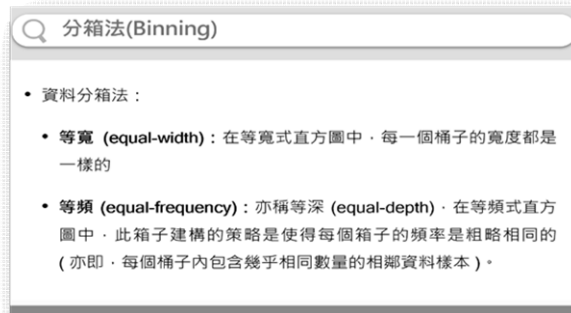 分箱法(Binning)
• 資料分箱法：
• 等寬 (equal-width)：在等寬式直方圖中，每一個桶子的寬度都是
一樣的
• 等頻 (equal-frequency)：亦稱等深 (equal-depth)，在等頻式直方
圖中，此箱子建構的策略是使得每個箱子的頻率是粗略相同的
(亦即，每個桶子內包含幾乎相同數量的相鄰資料樣本)。